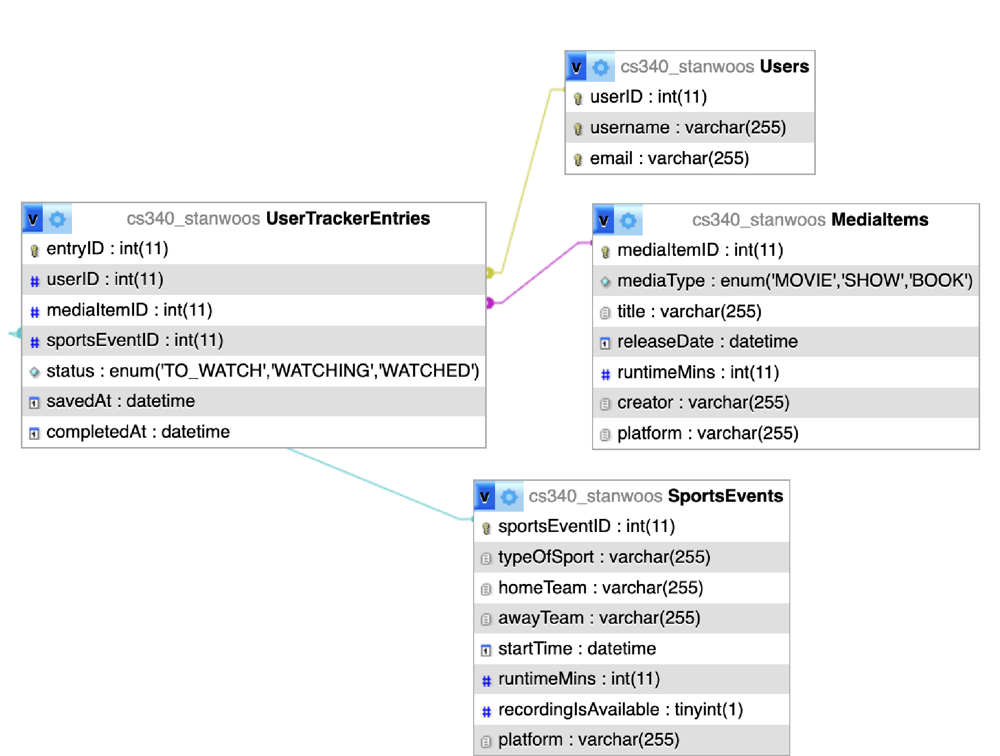 v cs340_stanwoos Users
userID : int(11)
username : varchar(255)
email : varchar(255)
v cs340_stanwoos UserTrackerEntries
entryID : int(11)
userID : int(11)
mediaItemID : int(11)
sportsEventID : int(11)
status : enum('TO_WATCH','WATCHING','WATCHED')
savedAt : datetime
completedAt : datetime
v cs340_stanwoos MediaItems
mediaItemID : int(11)
mediaType : enum('MOVIE','SHOW','BOOK')
title : varchar(255)
releaseDate : datetime
runtimeMins : int(11)
creator : varchar(255)
platform : varchar(255)
v cs340_stanwoos SportsEvents
sportsEventID : int(11)
typeOfSport : varchar(255)
homeTeam : varchar(255)
awayTeam : varchar(255)
startTime : datetime
runtimeMins : int(11)
recordingIsAvailable : tinyint(1)
platform : varchar(255)